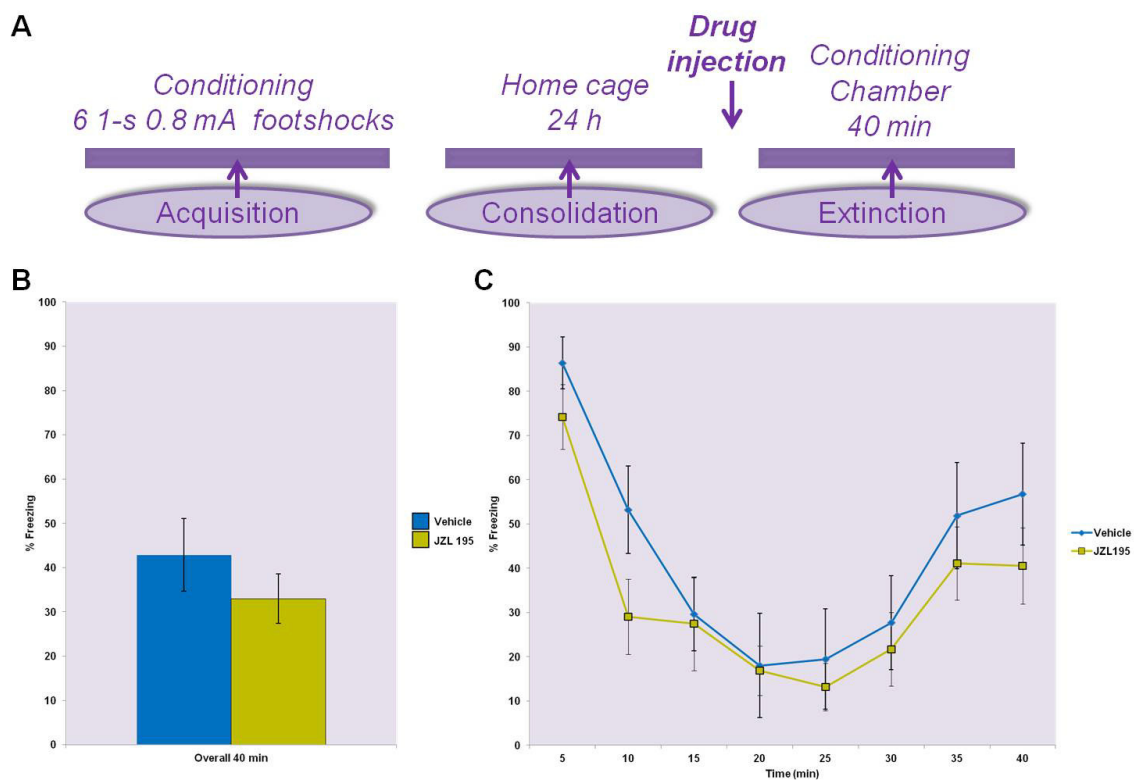 A
Conditioning
6 1-s 0.8 mA footshocks
Acquisition
Home cage
24 h
Consolidation
Drug
injection
Conditioning
Chamber
40 min
Extinction
B
100
90
80
70
60
50
40
30
20
10
0
% Freezing
Overall 40 min
Vehicle
JZL 195
C
100
90
80
70
60
50
40
30
20
10
0
% Freezing
5 10 15 20 25 30 35 40
Time (min)
Vehicle
JZL195